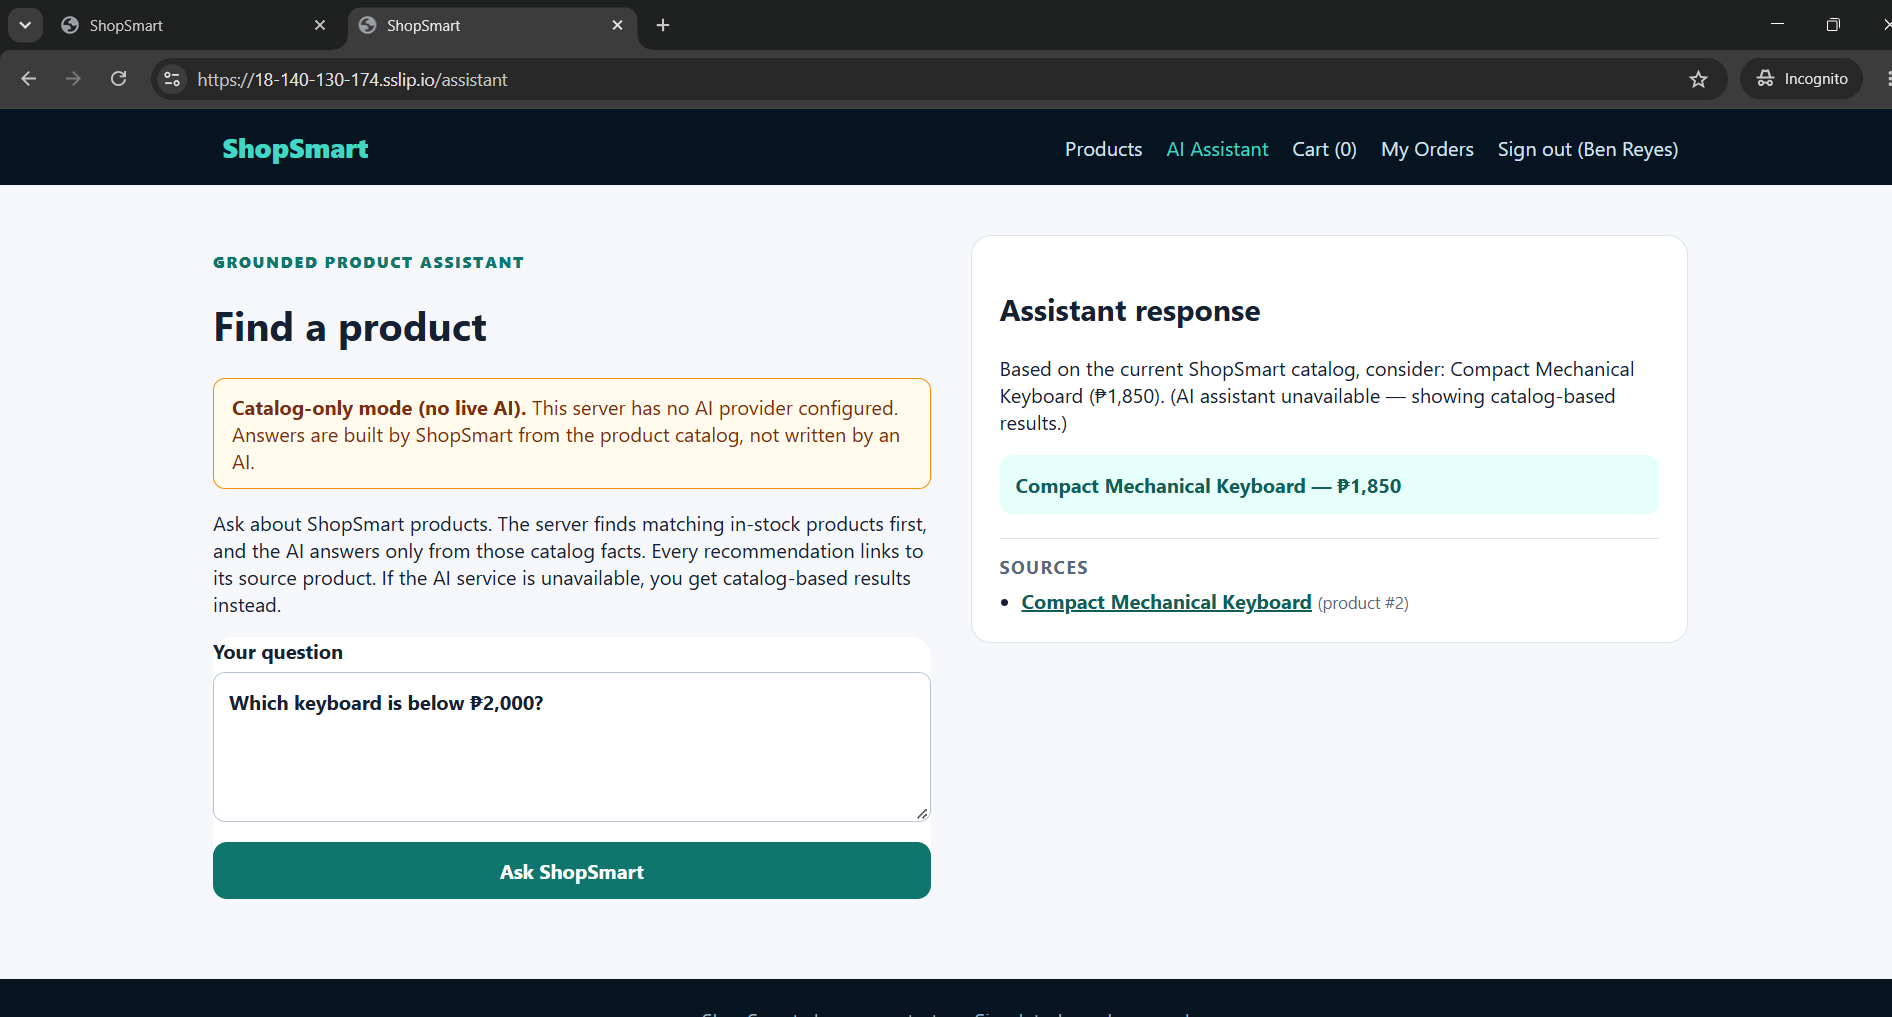 ShopSmart
ShopSmart
https://18-140-130-174.sslip.io/assistant
Incognito
ShopSmart
Products AI Assistant Cart (0) My Orders Sign out (Ben Reyes)
GROUNDED PRODUCT ASSISTANT
Find a product
Catalog-only mode (no live AI). This server has no AI provider configured.
Answers are built by ShopSmart from the product catalog, not written by an
AI.
Ask about ShopSmart products. The server finds matching in-stock products first,
and the AI answers only from those catalog facts. Every recommendation links to
its source product. If the AI service is unavailable, you get catalog-based results
instead.
Your question
Which keyboard is below ₱2,000?
Ask ShopSmart
Assistant response
Based on the current ShopSmart catalog, consider: Compact Mechanical
Keyboard (₱1,850). (AI assistant unavailable — showing catalog-based
results.)
Compact Mechanical Keyboard — ₱1,850
SOURCES
• Compact Mechanical Keyboard (product #2)